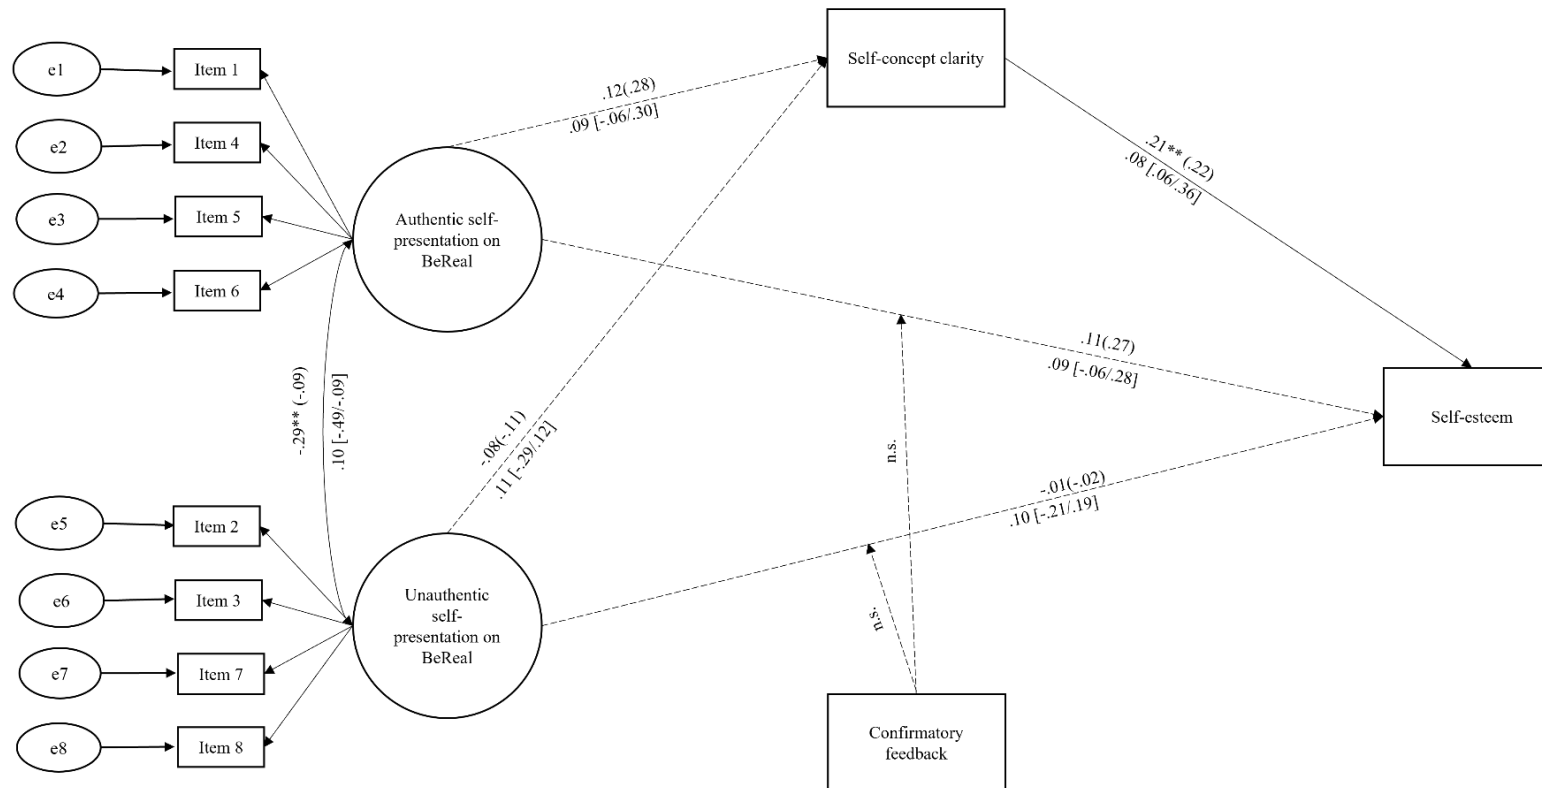 e1
Item 1
e2
Item 4
e3
Item 5
e4
Item 6
Authentic self-
presentation on
BeReal
.12(.28)
.09 [-.06/.30]
Self-concept clarity
.21** (.22)
.08 [.06/.36]
.11(.27)
.09 [-.06/.28]
Self-esteem
-.29** (-.09)
.10 [-.49/-.09]
-.08(-.11)
.11 [-.29/.12]
n.s.
-.01(-.02)
.10 [-.21/.19]
n.s.
e5
Item 2
e6
Item 3
e7
Item 7
e8
Item 8
Unauthentic
self-
presentation on
BeReal
Confirmatory
feedback